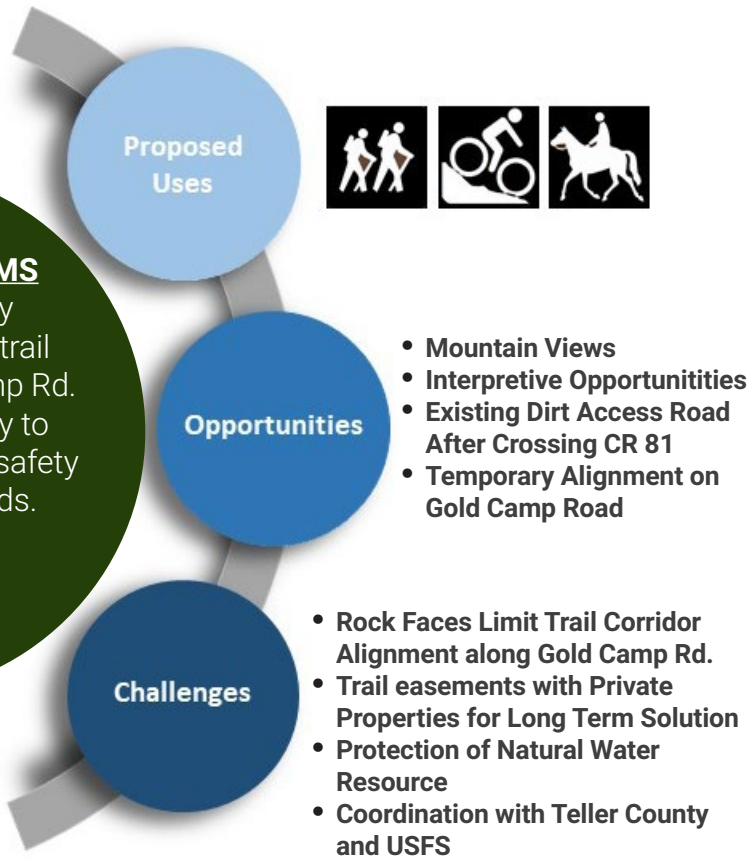 Proposed
Uses
MS
y
trail
mp Rd.
y to
safety
ds.
Opportunities
• Mountain Views
• Interpretive Opportunitities
• Existing Dirt Access Road
After Crossing CR 81
• Temporary Alignment on
Gold Camp Road
Challenges
• Rock Faces Limit Trail Corridor
Alignment along Gold Camp Rd.
• Trail easements with Private
Properties for Long Term Solution
• Protection of Natural Water
Resource
• Coordination with Teller County
and USFS